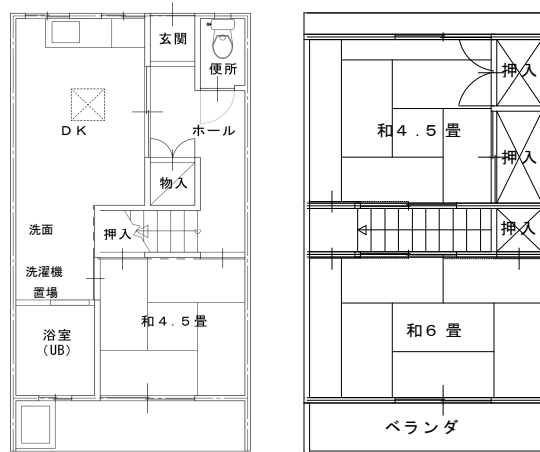 玄関
便所
DK
ホール
物入
洗面
押入
洗濯機
置場
和4.5畳
浴室
(UB)
押入
和4.5畳
押入
押入
和6畳
ベランダ